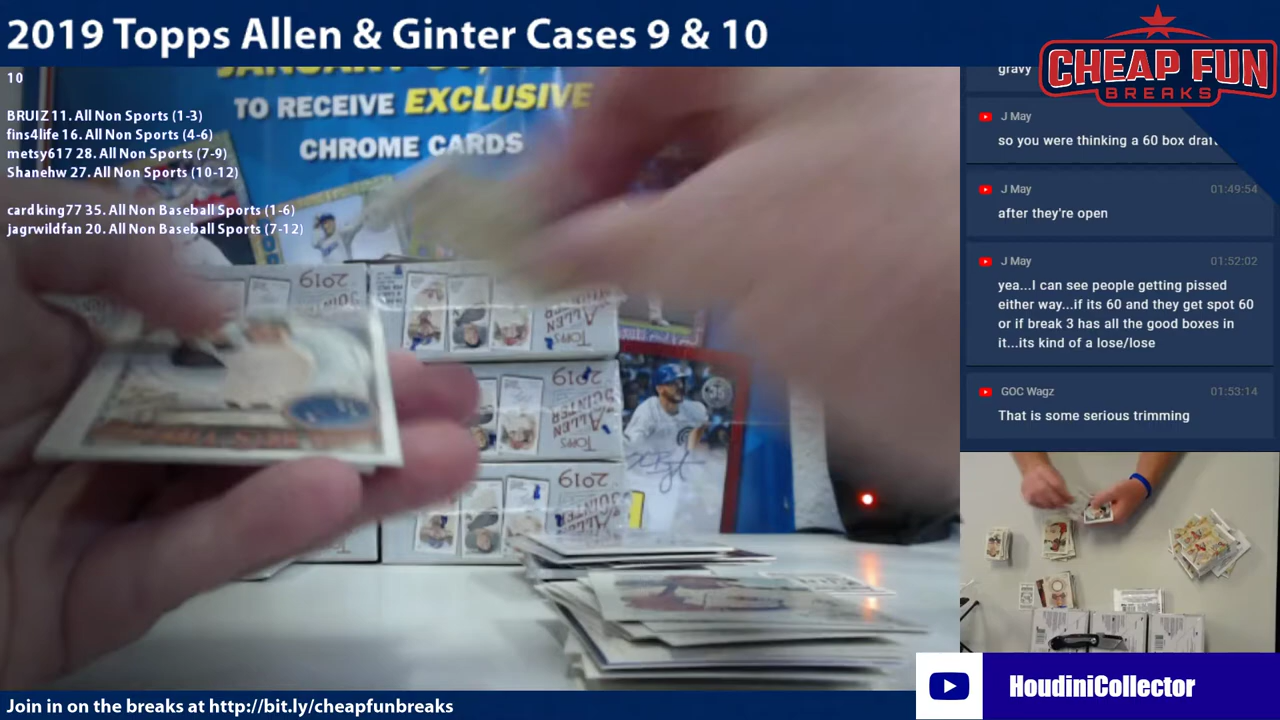 2019 Topps Allen & Ginter Cases 9 & 10
CHEAP FUN
BREAKS
10
BRUIZ 11. All Non Sports (1-3)
fins4life 16. All Non Sports (4-6)
metsy617 28. All Non Sports (7-9)
Shanehw 27. All Non Sports (10-12)
cardking77 35. All Non Baseball Sports (1-6)
jagrwildfan 20. All Non Baseball Sports (7-12)
TO RECEIVE EXCLUSIVE
CHROME CARDS
2019
2019
TOPPS
ALLEN
2019
TOPPS
ALLEN
2019
gravy
J May
so you were thinking a 60 box draft
J May 01:49:54
after they're open
J May 01:52:02
yea...I can see people getting pissed
either way...if its 60 and they get spot 60
or if break 3 has all the good boxes in
it...its kind of a lose/lose
GOC Wagz 01:53:14
That is some serious trimming
HoudiniCollector
Join in on the breaks at http://bit.ly/cheapfunbreaks